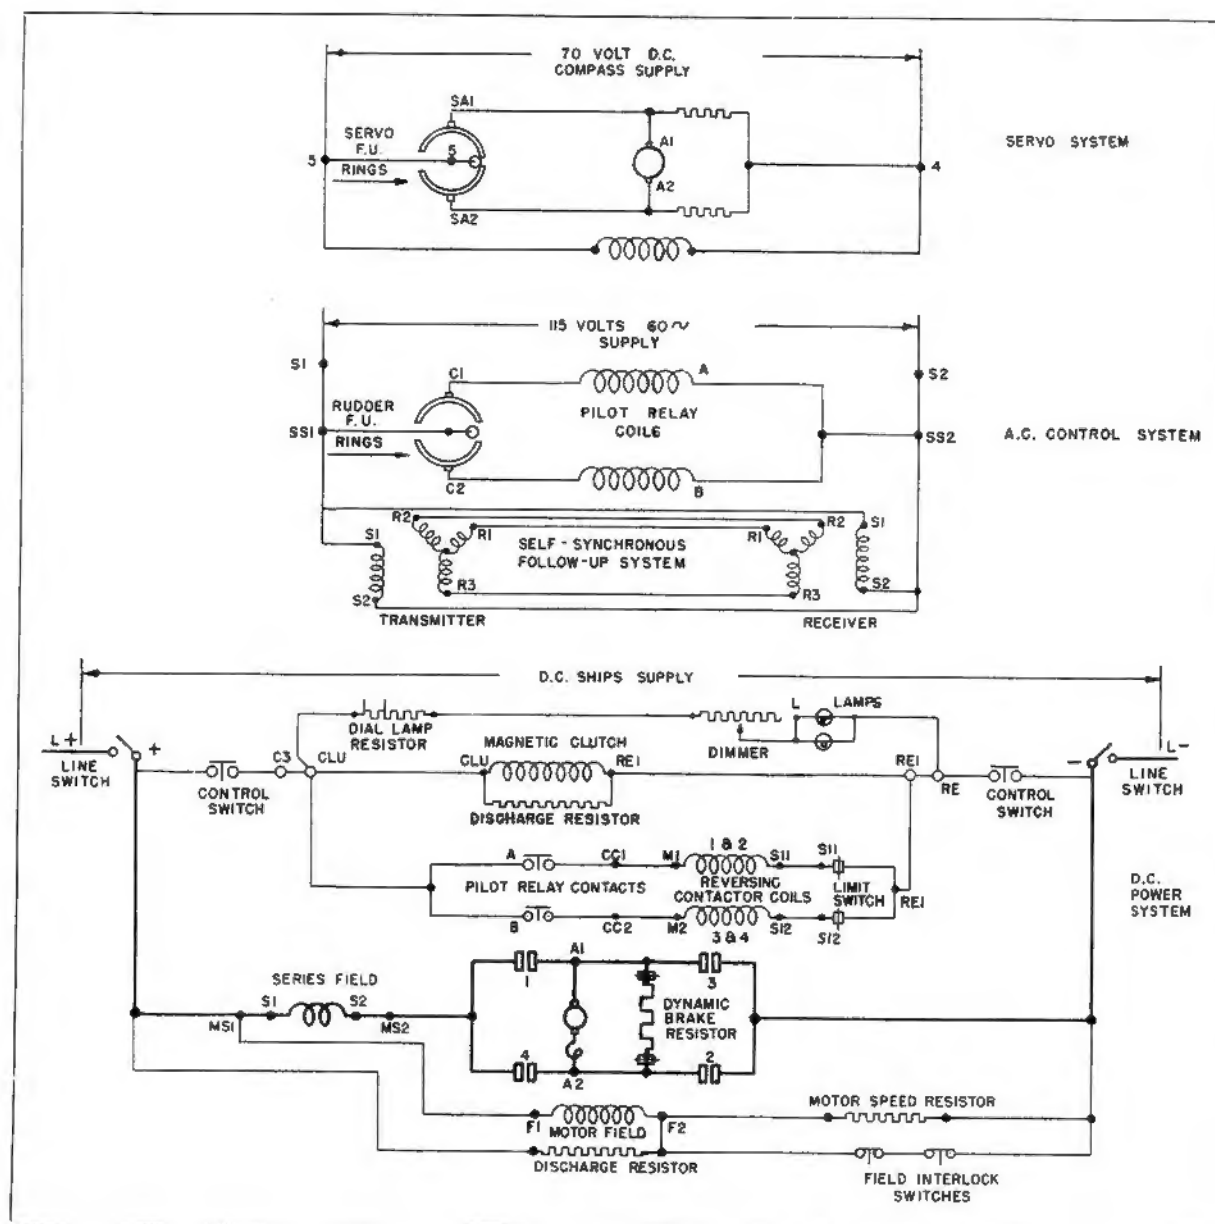 70 VOLT D.C.
COMPASS SUPPLY
SA1
SERVO
F.U.
RINGS
5
5
A1
A2
4
SA2
SERVO SYSTEM
115 VOLTS 60~
SUPPLY
S1
C1
A
S2
RUDDER
F.U.
RINGS
PILOT RELAY
COILS
SS1
SS2
A.C. CONTROL SYSTEM
C2
B
R2
R1
R1
R2
S1
S1
SELF-SYNCHRONOUS
FOLLOW-UP SYSTEM
R3
R3
S2
S2
TRANSMITTER
RECEIVER
D.C. SHIPS SUPPLY
L+
+
LINE
SWITCH
CONTROL
SWITCH
C3
CLU
DIAL LAMP
RESISTOR
MAGNETIC CLUTCH
CLU
RE1
DISCHARGE RESISTOR
DIMMER
L
LAMPS
RE1
RE
CONTROL
SWITCH
-
L-
LINE
SWITCH
A
CC1
M1
1 & 2
S11
S11
PILOT RELAY CONTACTS
REVERSING
CONTACTOR COILS
LIMIT
SWITCH
RE1
B
CC2
M2
3 & 4
S12
S12
D.C.
POWER
SYSTEM
SERIES FIELD
MS1
S1
S2
MS2
1
A1
3
DYNAMIC
BRAKE
RESISTOR
4
A2
2
F1
MOTOR FIELD
F2
MOTOR SPEED RESISTOR
DISCHARGE RESISTOR
FIELD INTERLOCK
SWITCHES